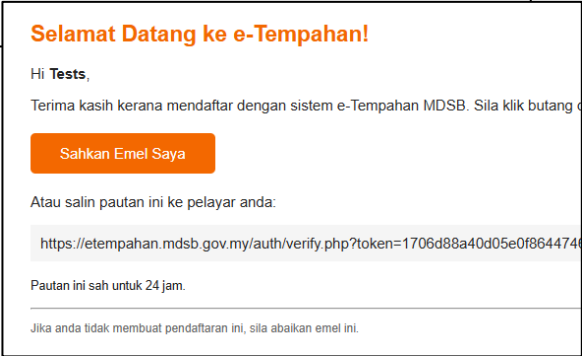 Selamat Datang ke e-Tempahan!
Hi Tests,
Terima kasih kerana mendaftar dengan sistem e-Tempahan MDSB. Sila klik butang
Sahkan Emel Saya
Atau salin pautan ini ke pelayar anda:
https://etempahan.mdsb.gov.my/auth/verify.php?token=1706d88a40d05e0f8644746
Pautan ini sah untuk 24 jam.
Jika anda tidak membuat pendaftaran ini, sila abaikan emel ini.